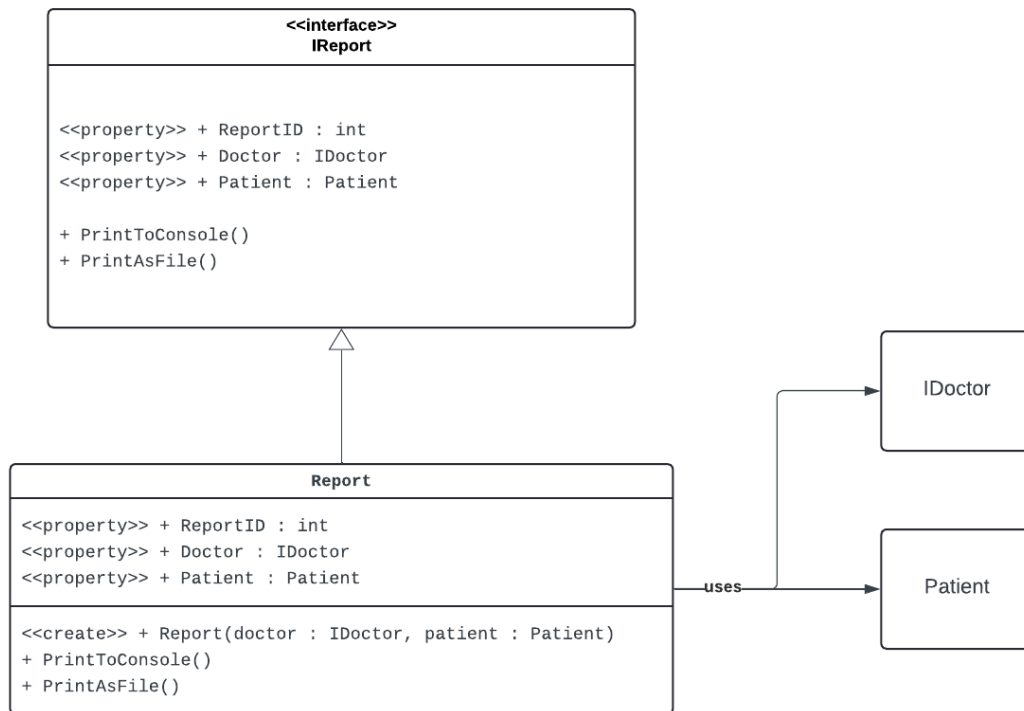 <<interface>>
IReport
<<property>> + ReportID : int
<<property>> + Doctor : IDoctor
<<property>> + Patient : Patient
+ PrintToConsole()
+ PrintAsFile()
Report
<<property>> + ReportID : int
<<property>> + Doctor : IDoctor
<<property>> + Patient : Patient
<<create>> + Report(doctor : IDoctor, patient : Patient)
+ PrintToConsole()
+ PrintAsFile()
uses
IDoctor
Patient